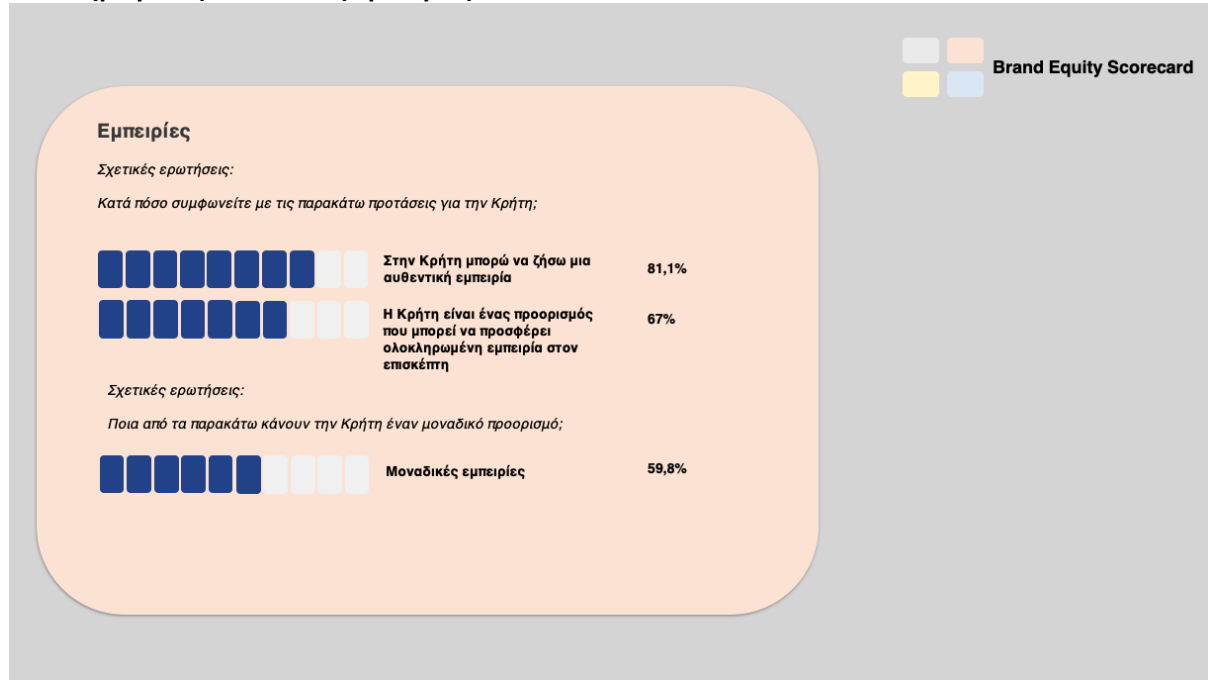 Brand Equity Scorecard
Εμπειρίες
Σχετικές ερωτήσεις:
Κατά πόσο συμφωνείτε με τις παρακάτω προτάσεις για την Κρήτη;
Στην Κρήτη μπορώ να ζήσω μια
αυθεντική εμπειρία
81,1%
Η Κρήτη είναι ένας προορισμός
που μπορεί να προσφέρει
ολοκληρωμένη εμπειρία στον
επισκέπτη
67%
Σχετικές ερωτήσεις:
Ποια από τα παρακάτω κάνουν την Κρήτη έναν μοναδικό προορισμό;
Μοναδικές εμπειρίες
59,8%